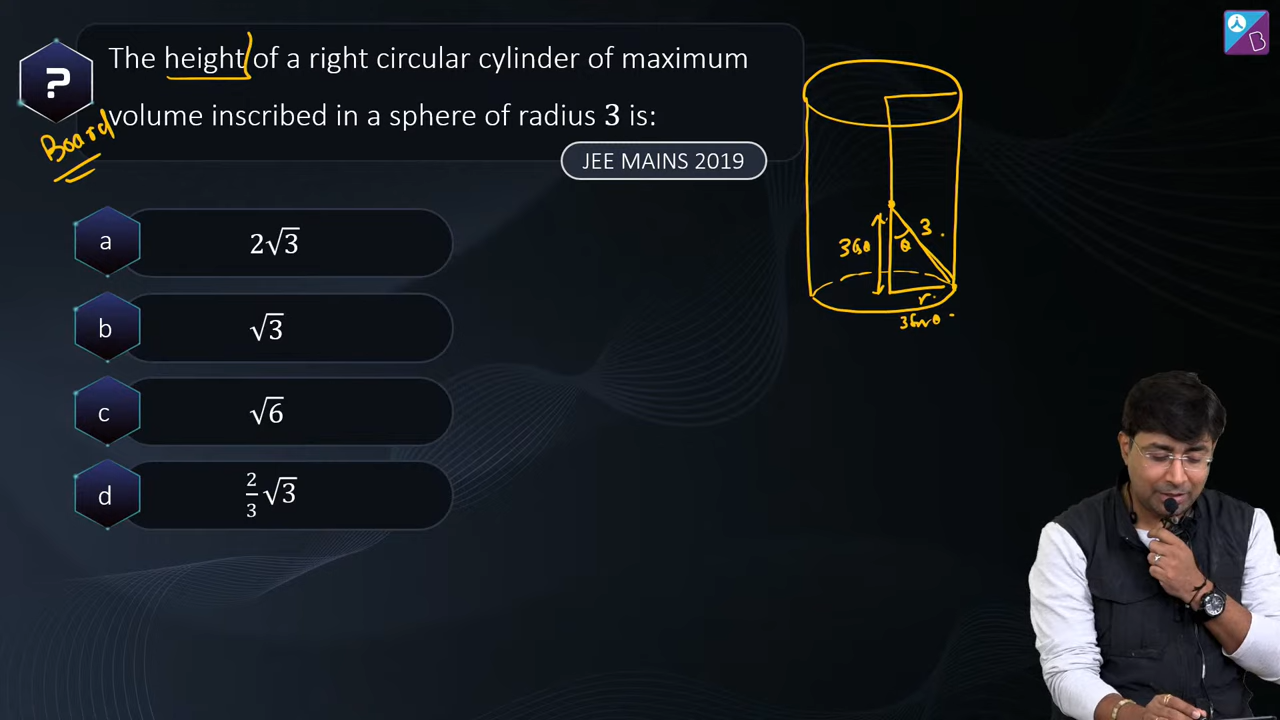 ?
The height of a right circular cylinder of maximum
volume inscribed in a sphere of radius 3 is:
Board
JEE MAINS 2019
a 2√3
b √3
c √6
d 2/3 √3
3cosθ
θ
3
r
3sinθ
B